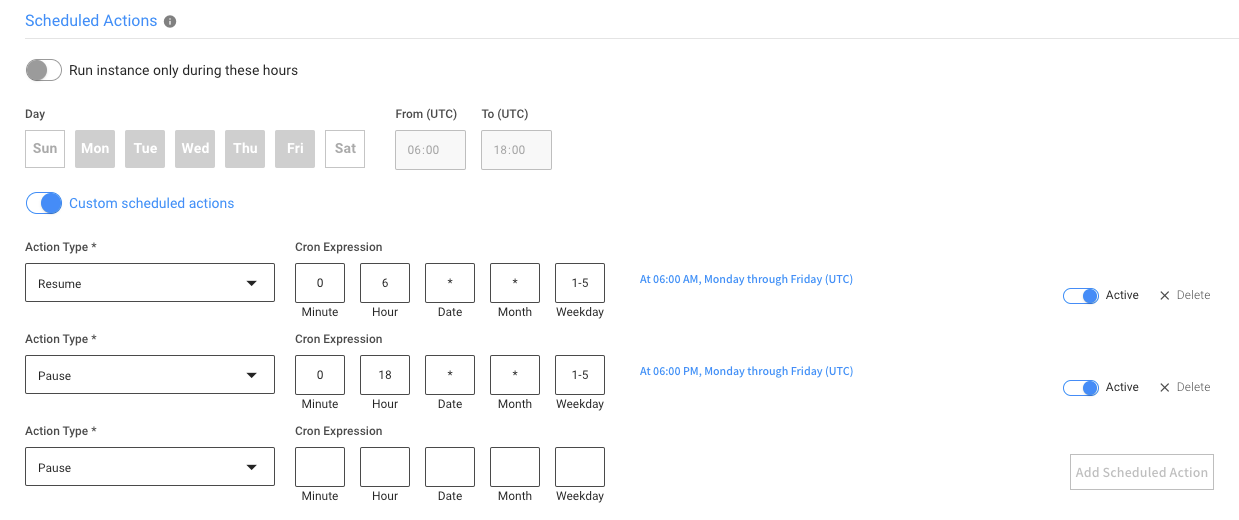 Scheduled Actions
Run instance only during these hours
Day From (UTC) To (UTC)
Sun Mon Tue Wed Thu Fri Sat 06:00 18:00
Custom scheduled actions
Action Type * Cron Expression
Resume 0 6 * * 1-5 At 06:00 AM, Monday through Friday (UTC)
Active Delete
Minute Hour Date Month Weekday
Action Type * Cron Expression
Pause 0 18 * * 1-5 At 06:00 PM, Monday through Friday (UTC)
Active Delete
Minute Hour Date Month Weekday
Action Type * Cron Expression
Pause Add Scheduled Action
Minute Hour Date Month Weekday